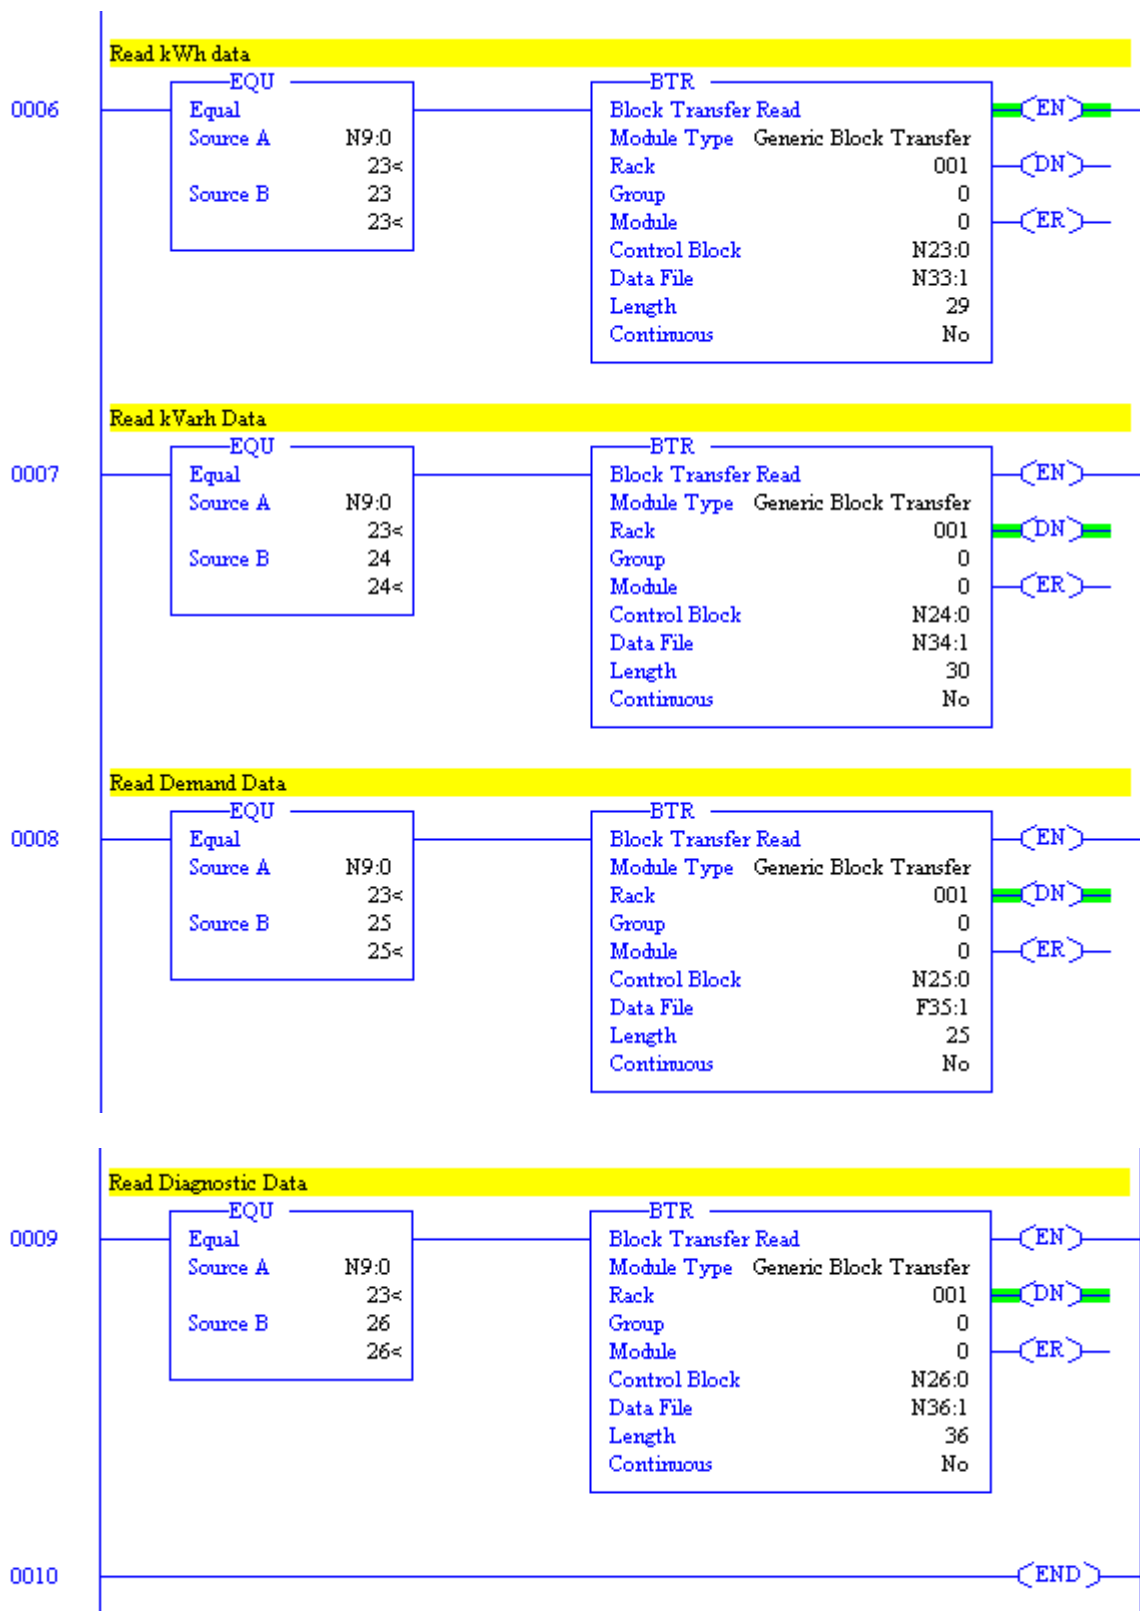 Read kWh data
EQU
BTR
0006
Equal
Block Transfer Read
EN
Source A N9:0
Module Type Generic Block Transfer
23<
Rack 001
DN
Source B 23
Group 0
23<
Module 0
ER
Control Block N23:0
Data File N33:1
Length 29
Continuous No
Read kVarh Data
EQU
BTR
0007
Equal
Block Transfer Read
EN
Source A N9:0
Module Type Generic Block Transfer
23<
Rack 001
DN
Source B 24
Group 0
24<
Module 0
ER
Control Block N24:0
Data File N34:1
Length 30
Continuous No
Read Demand Data
EQU
BTR
0008
Equal
Block Transfer Read
EN
Source A N9:0
Module Type Generic Block Transfer
23<
Rack 001
DN
Source B 25
Group 0
25<
Module 0
ER
Control Block N25:0
Data File F35:1
Length 25
Continuous No
Read Diagnostic Data
EQU
BTR
0009
Equal
Block Transfer Read
EN
Source A N9:0
Module Type Generic Block Transfer
23<
Rack 001
DN
Source B 26
Group 0
26<
Module 0
ER
Control Block N26:0
Data File N36:1
Length 36
Continuous No
0010
END